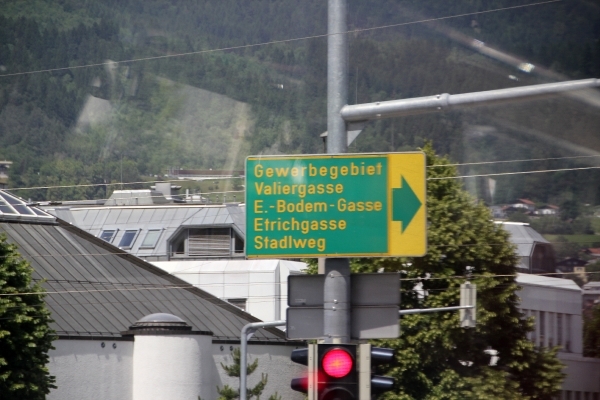 Gewerbegebiet
Valiergasse
E.-Bodem-Gasse
Etrichgasse
Stadlweg